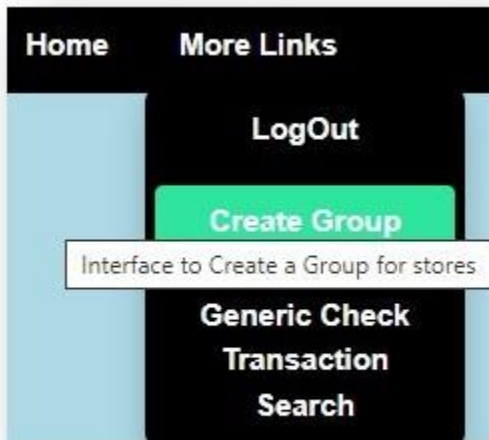 Home More Links
LogOut
Create Group
Interface to Create a Group for stores
Generic Check
Transaction
Search